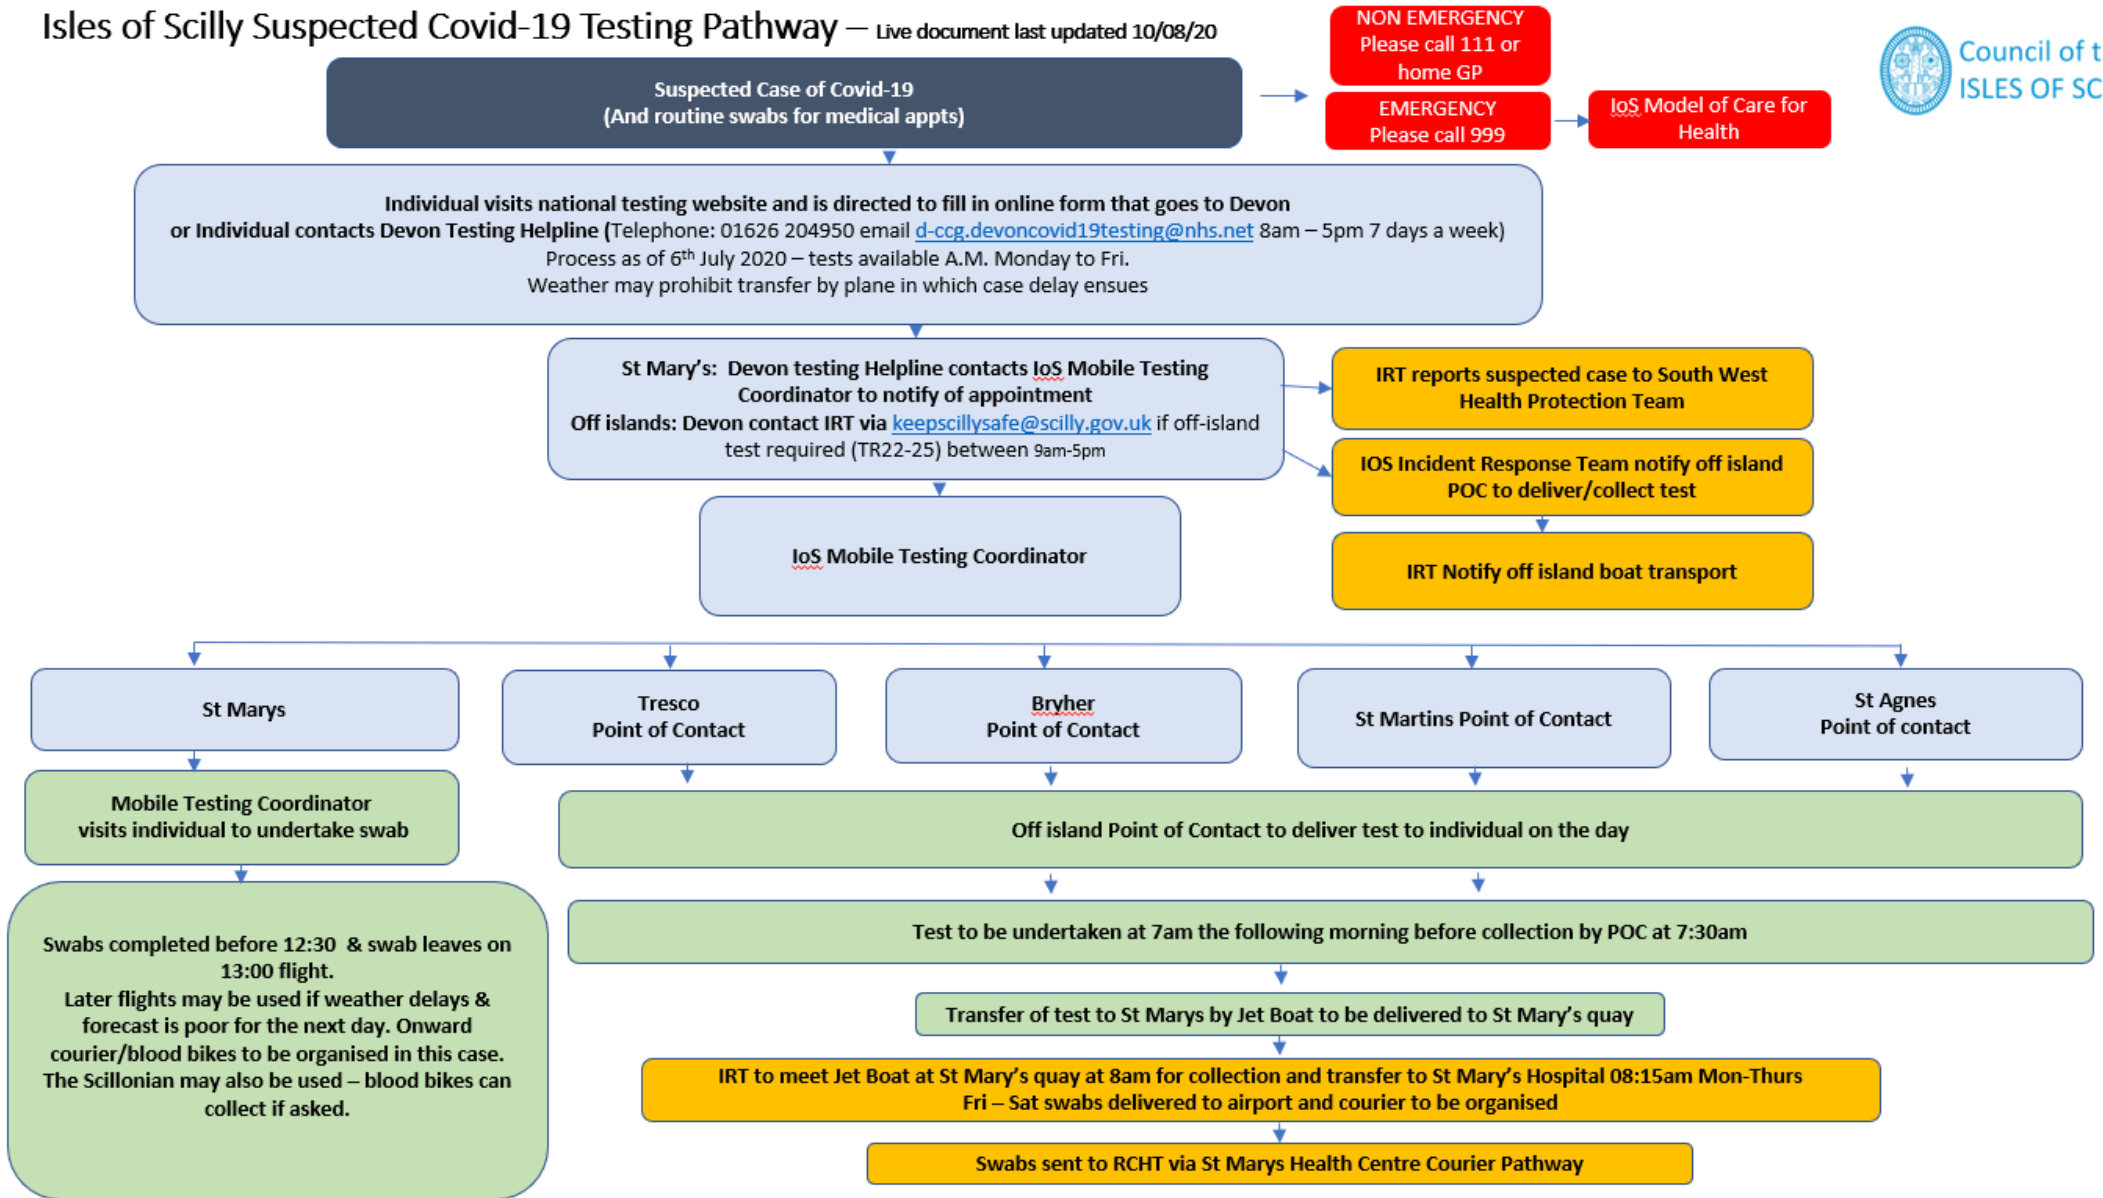 Isles of Scilly Suspected Covid-19 Testing Pathway – Live document last updated 10/08/20
NON EMERGENCY
Please call 111 or
home GP
Council of t
ISLES OF SC
Suspected Case of Covid-19
(And routine swabs for medical appts)
EMERGENCY
Please call 999
IoS Model of Care for
Health
Individual visits national testing website and is directed to fill in online form that goes to Devon
or Individual contacts Devon Testing Helpline (Telephone: 01626 204950 email d-ccg.devoncovid19testing@nhs.net 8am – 5pm 7 days a week)
Process as of 6th July 2020 – tests available A.M. Monday to Fri.
Weather may prohibit transfer by plane in which case delay ensues
St Mary's: Devon testing Helpline contacts IoS Mobile Testing
Coordinator to notify of appointment
Off islands: Devon contact IRT via keepscillysafe@scilly.gov.uk if off-island
test required (TR22-25) between 9am-5pm
IRT reports suspected case to South West
Health Protection Team
IOS Incident Response Team notify off island
POC to deliver/collect test
IoS Mobile Testing Coordinator
IRT Notify off island boat transport
St Marys
Tresco
Point of Contact
Bryher
Point of Contact
St Martins Point of Contact
St Agnes
Point of contact
Mobile Testing Coordinator
visits individual to undertake swab
Off island Point of Contact to deliver test to individual on the day
Swabs completed before 12:30 & swab leaves on
13:00 flight.
Later flights may be used if weather delays &
forecast is poor for the next day. Onward
courier/blood bikes to be organised in this case.
The Scillonian may also be used – blood bikes can
collect if asked.
Test to be undertaken at 7am the following morning before collection by POC at 7:30am
Transfer of test to St Marys by Jet Boat to be delivered to St Mary's quay
IRT to meet Jet Boat at St Mary's quay at 8am for collection and transfer to St Mary's Hospital 08:15am Mon-Thurs
Fri – Sat swabs delivered to airport and courier to be organised
Swabs sent to RCHT via St Marys Health Centre Courier Pathway